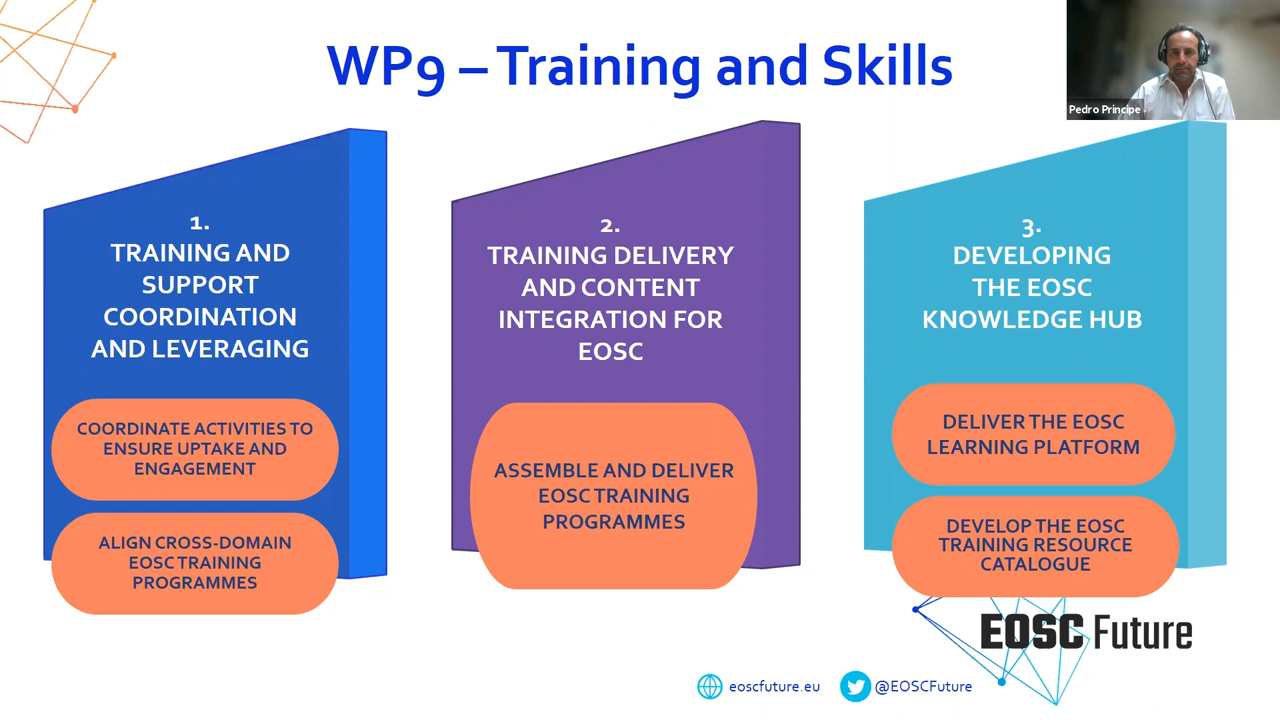 WP9 – Training and Skills
Pedro Principe
1.
TRAINING AND
SUPPORT
COORDINATION
AND LEVERAGING
COORDINATE ACTIVITIES TO
ENSURE UPTAKE AND
ENGAGEMENT
ALIGN CROSS-DOMAIN
EOSC TRAINING
PROGRAMMES
2.
TRAINING DELIVERY
AND CONTENT
INTEGRATION FOR
EOSC
ASSEMBLE AND DELIVER
EOSC TRAINING
PROGRAMMES
3.
DEVELOPING
THE EOSC
KNOWLEDGE HUB
DELIVER THE EOSC
LEARNING PLATFORM
DEVELOP THE EOSC
TRAINING RESOURCE
CATALOGUE
EOSC Future
eoscfuture.eu
@EOSCFuture